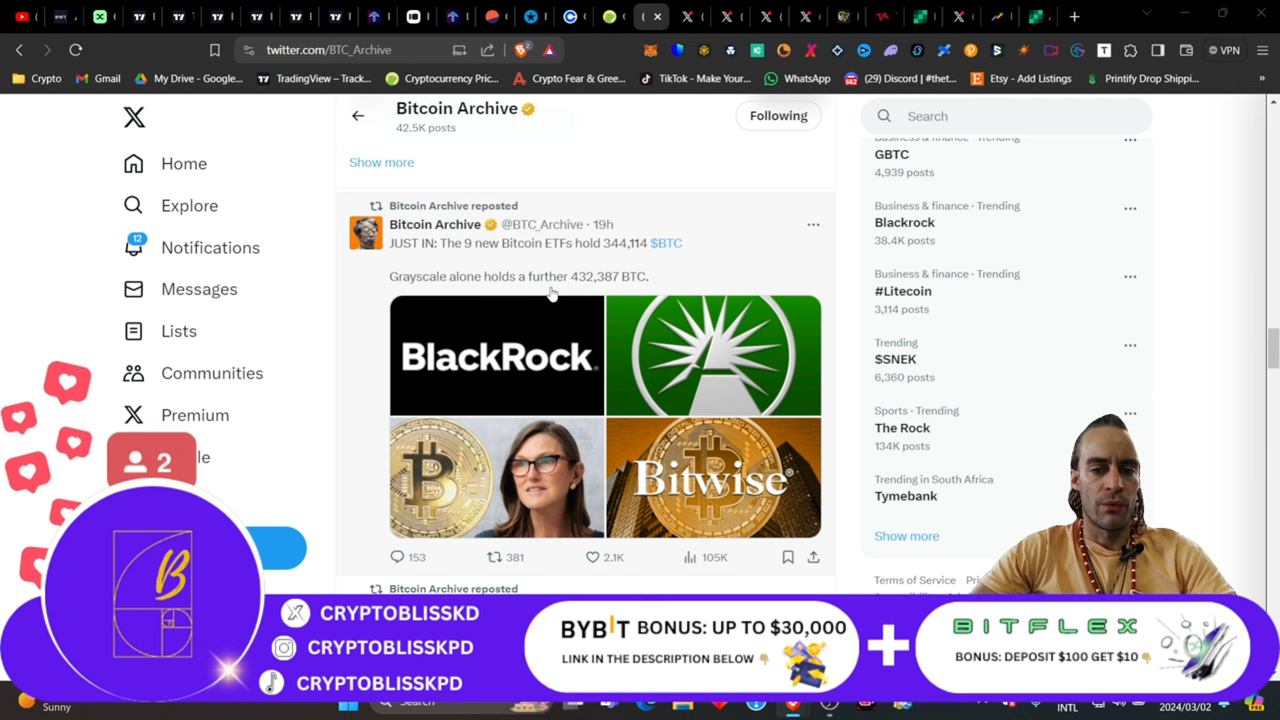 twitter.com/BTC_Archive
VPN
Crypto
Gmail
My Drive - Google...
TradingView – Track...
Cryptocurrency Pric...
Crypto Fear & Gree...
TikTok - Make Your...
WhatsApp
(29) Discord | #thet...
Etsy - Add Listings
Printify Drop Shippi...
Bitcoin Archive
42.5K posts
Following
Search
Home
Explore
12
Notifications
Messages
Lists
Communities
Premium
Show more
Bitcoin Archive reposted
Bitcoin Archive @BTC_Archive · 19h
JUST IN: The 9 new Bitcoin ETFs hold 344,114 $BTC
Grayscale alone holds a further 432,387 BTC.
BlackRock.
Bitwise
153
381
2.1K
105K
Bitcoin Archive reposted
Business & finance · Trending
GBTC
4,939 posts
Business & finance · Trending
Blackrock
38.4K posts
Business & finance · Trending
#Litecoin
3,114 posts
Trending
$SNEK
6,360 posts
Sports · Trending
The Rock
134K posts
Trending in South Africa
Tymebank
Show more
Terms of Service
2
B
CRYPTOBLISSKD
CRYPTOBLISSKPD
CRYPTOBLISSKPD
BYBIT BONUS: UP TO $30,000
LINK IN THE DESCRIPTION BELOW
BITFLEX
BONUS: DEPOSIT $100 GET $10
Sunny
Search
INTL
2024/03/02